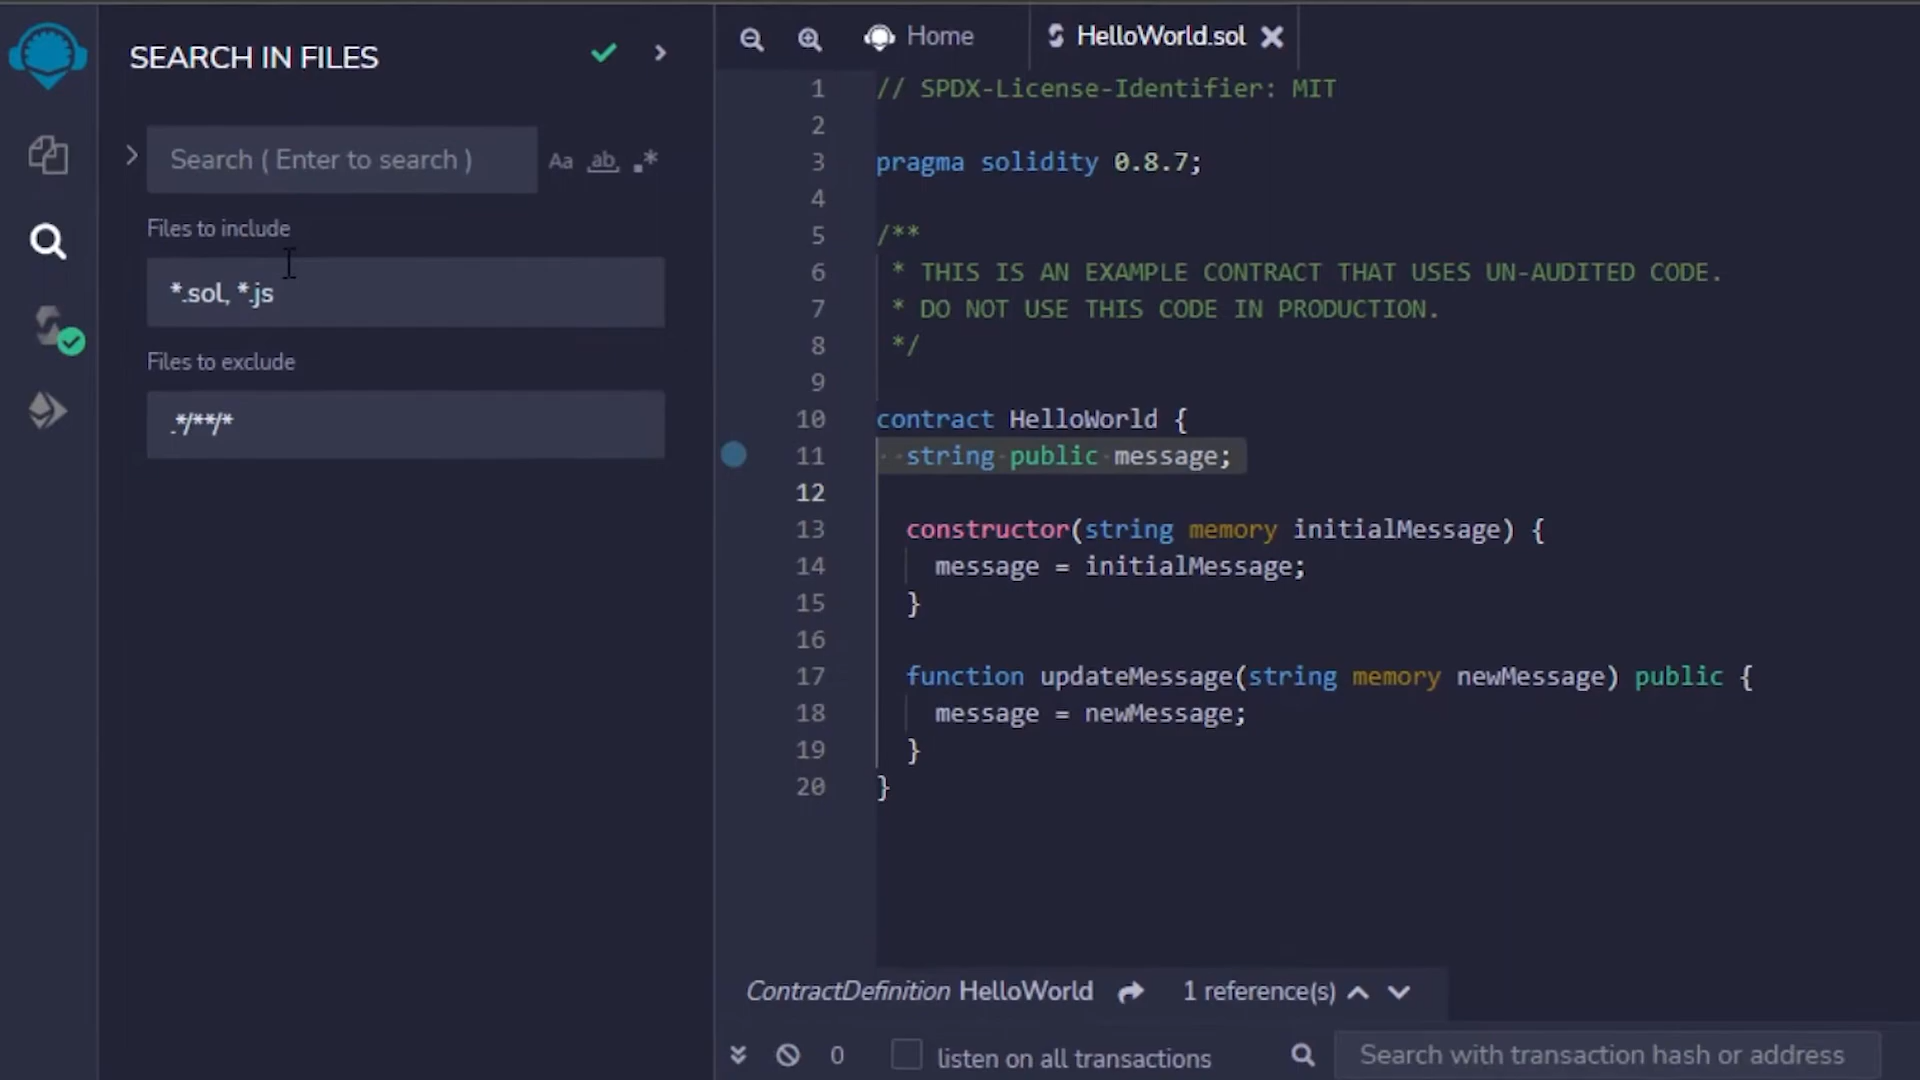 SEARCH IN FILES
Search ( Enter to search )
Aa ab .*
Files to include
*.sol, *.js
Files to exclude
.*/**/*
Home
HelloWorld.sol
1 // SPDX-License-Identifier: MIT
2
3 pragma solidity 0.8.7;
4
5 /**
6 * THIS IS AN EXAMPLE CONTRACT THAT USES UN-AUDITED CODE.
7 * DO NOT USE THIS CODE IN PRODUCTION.
8 */
9
10 contract HelloWorld {
11 string public message;
12
13 constructor(string memory initialMessage) {
14 message = initialMessage;
15 }
16
17 function updateMessage(string memory newMessage) public {
18 message = newMessage;
19 }
20 }
ContractDefinition HelloWorld 1 reference(s)
0 listen on all transactions Search with transaction hash or address